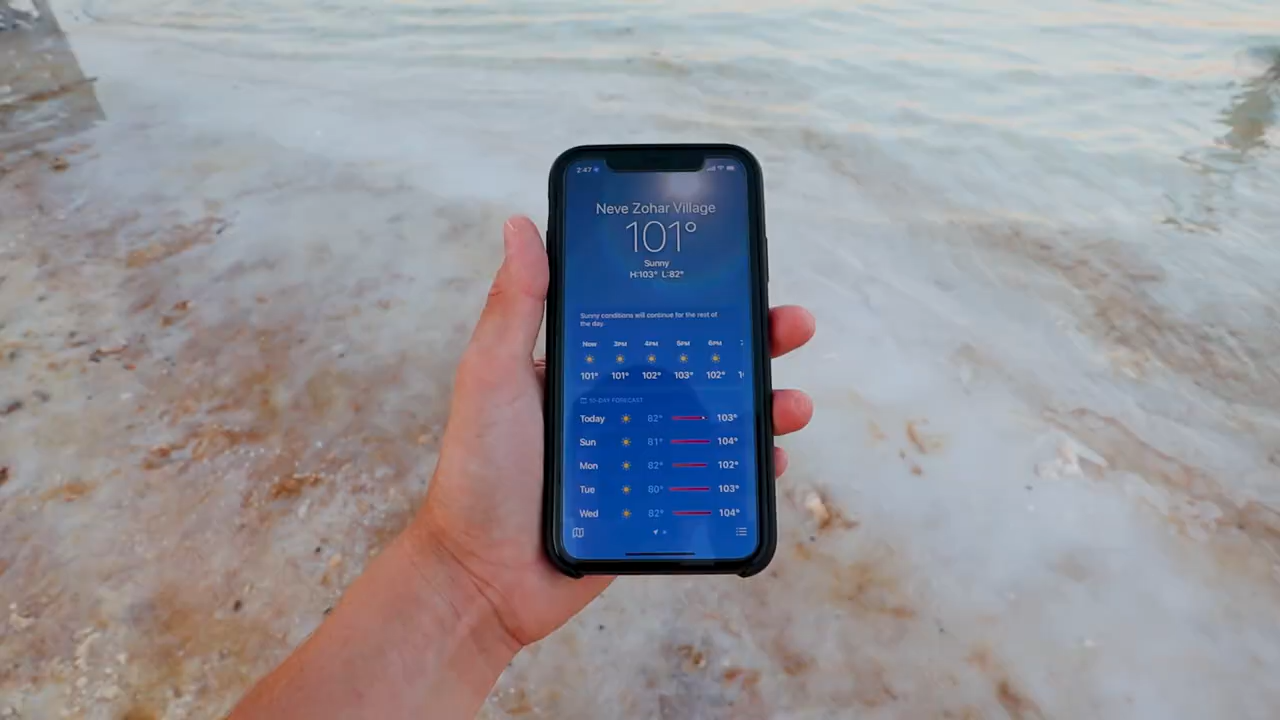 2:47
Neve Zohar Village
101°
Sunny
H:103° L:82°
Sunny conditions will continue for the rest of
the day.
Now 3PM 4PM 5PM 6PM
101° 101° 102° 103° 102°
10-DAY FORECAST
Today 82° 103°
Sun 81° 104°
Mon 82° 102°
Tue 80° 103°
Wed 82° 104°